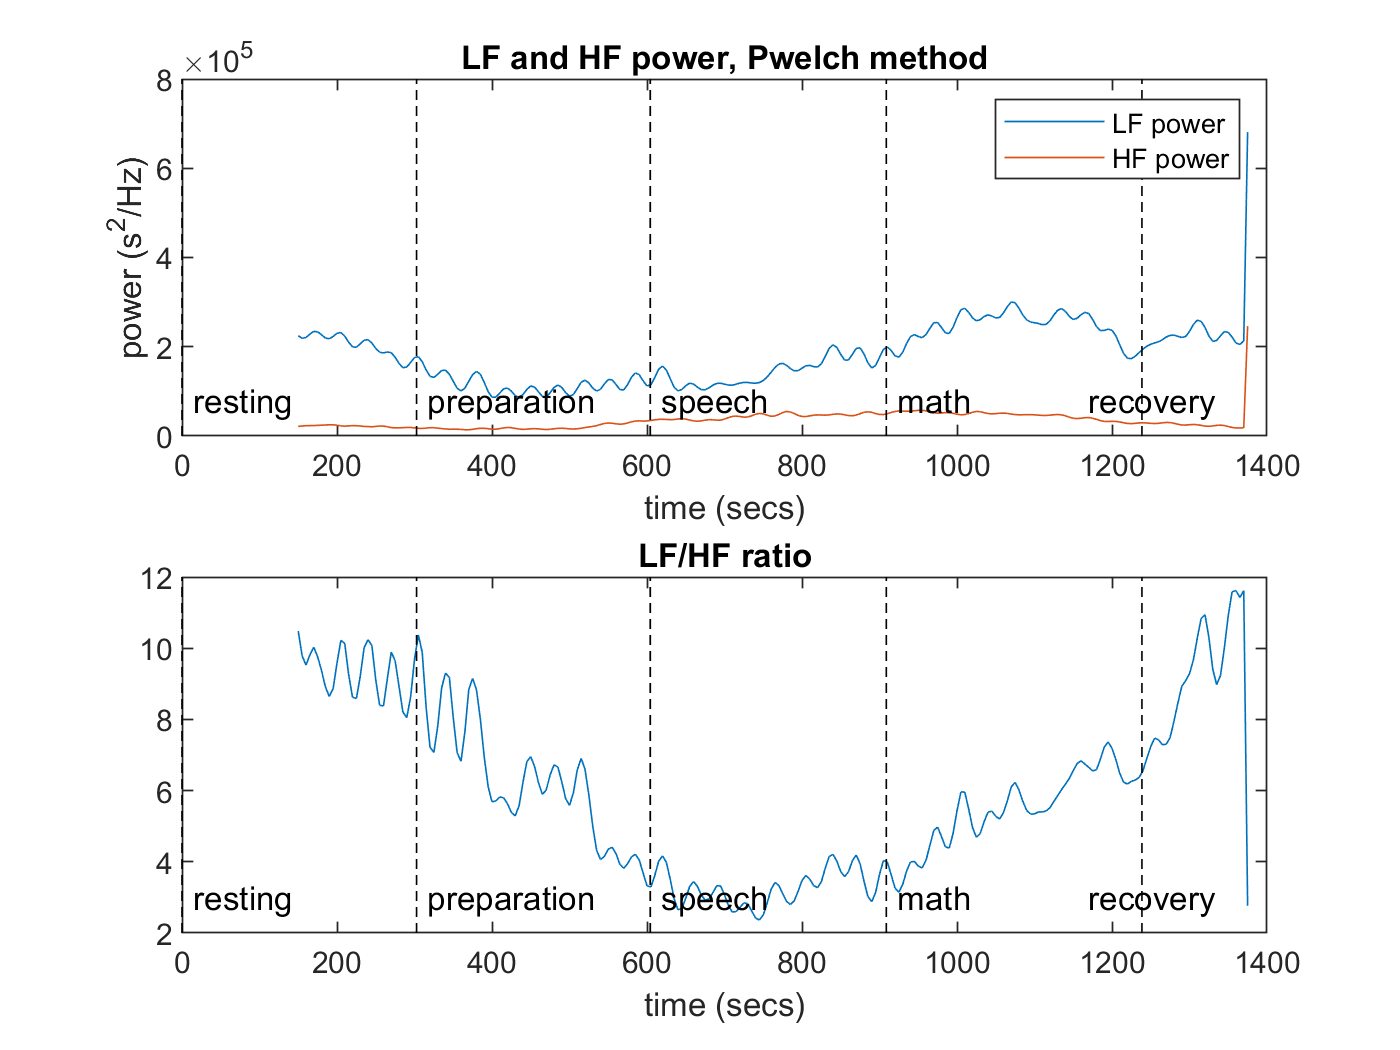 LF and HF power, Pwelch method
×10^5
8
6
4
2
0
power (s^2/Hz)
LF power
HF power
resting preparation speech math recovery
0 200 400 600 800 1000 1200 1400
time (secs)
LF/HF ratio
12
10
8
6
4
2
resting preparation speech math recovery
0 200 400 600 800 1000 1200 1400
time (secs)